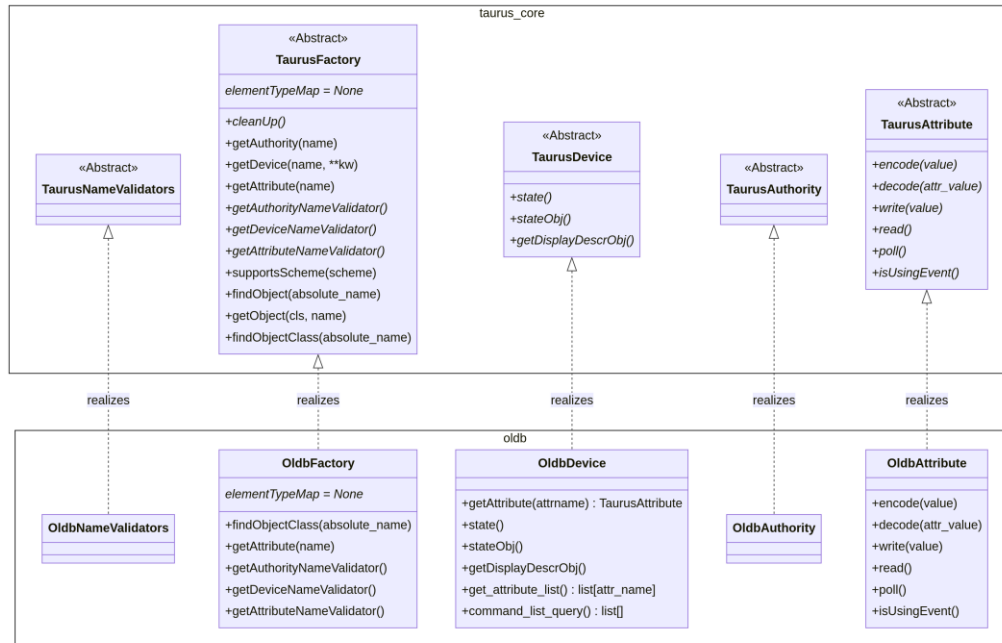 taurus_core
«Abstract»
TaurusNameValidators
«Abstract»
TaurusFactory
elementTypeMap = None
+cleanUp()
+getAuthority(name)
+getDevice(name, **kw)
+getAttribute(name)
+getAuthorityNameValidator()
+getDeviceNameValidator()
+getAttributeNameValidator()
+supportsScheme(scheme)
+findObject(absolute_name)
+getObject(cls, name)
+findObjectClass(absolute_name)
«Abstract»
TaurusDevice
+state()
+stateObj()
+getDisplayDescrObj()
«Abstract»
TaurusAuthority
«Abstract»
TaurusAttribute
+encode(value)
+decode(attr_value)
+write(value)
+read()
+poll()
+isUsingEvent()
realizes
realizes
realizes
realizes
realizes
oldb
OldbNameValidators
OldbFactory
elementTypeMap = None
+findObjectClass(absolute_name)
+getAttribute(name)
+getAuthorityNameValidator()
+getDeviceNameValidator()
+getAttributeNameValidator()
OldbDevice
+getAttribute(attrname) : TaurusAttribute
+state()
+stateObj()
+getDisplayDescrObj()
+get_attribute_list() : list[attr_name]
+command_list_query() : list[]
OldbAuthority
OldbAttribute
+encode(value)
+decode(attr_value)
+write(value)
+read()
+poll()
+isUsingEvent()